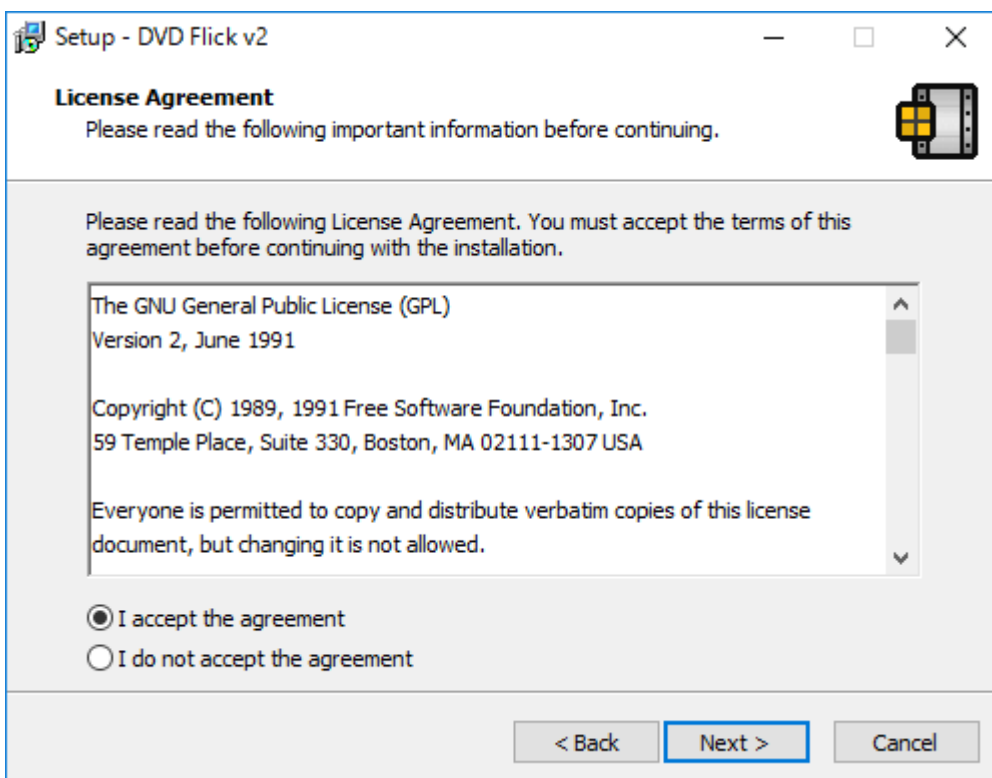 Setup - DVD Flick v2
License Agreement
Please read the following important information before continuing.
Please read the following License Agreement. You must accept the terms of this
agreement before continuing with the installation.
The GNU General Public License (GPL)
Version 2, June 1991
Copyright (C) 1989, 1991 Free Software Foundation, Inc.
59 Temple Place, Suite 330, Boston, MA 02111-1307 USA
Everyone is permitted to copy and distribute verbatim copies of this license
document, but changing it is not allowed.
I accept the agreement
I do not accept the agreement
< Back Next > Cancel